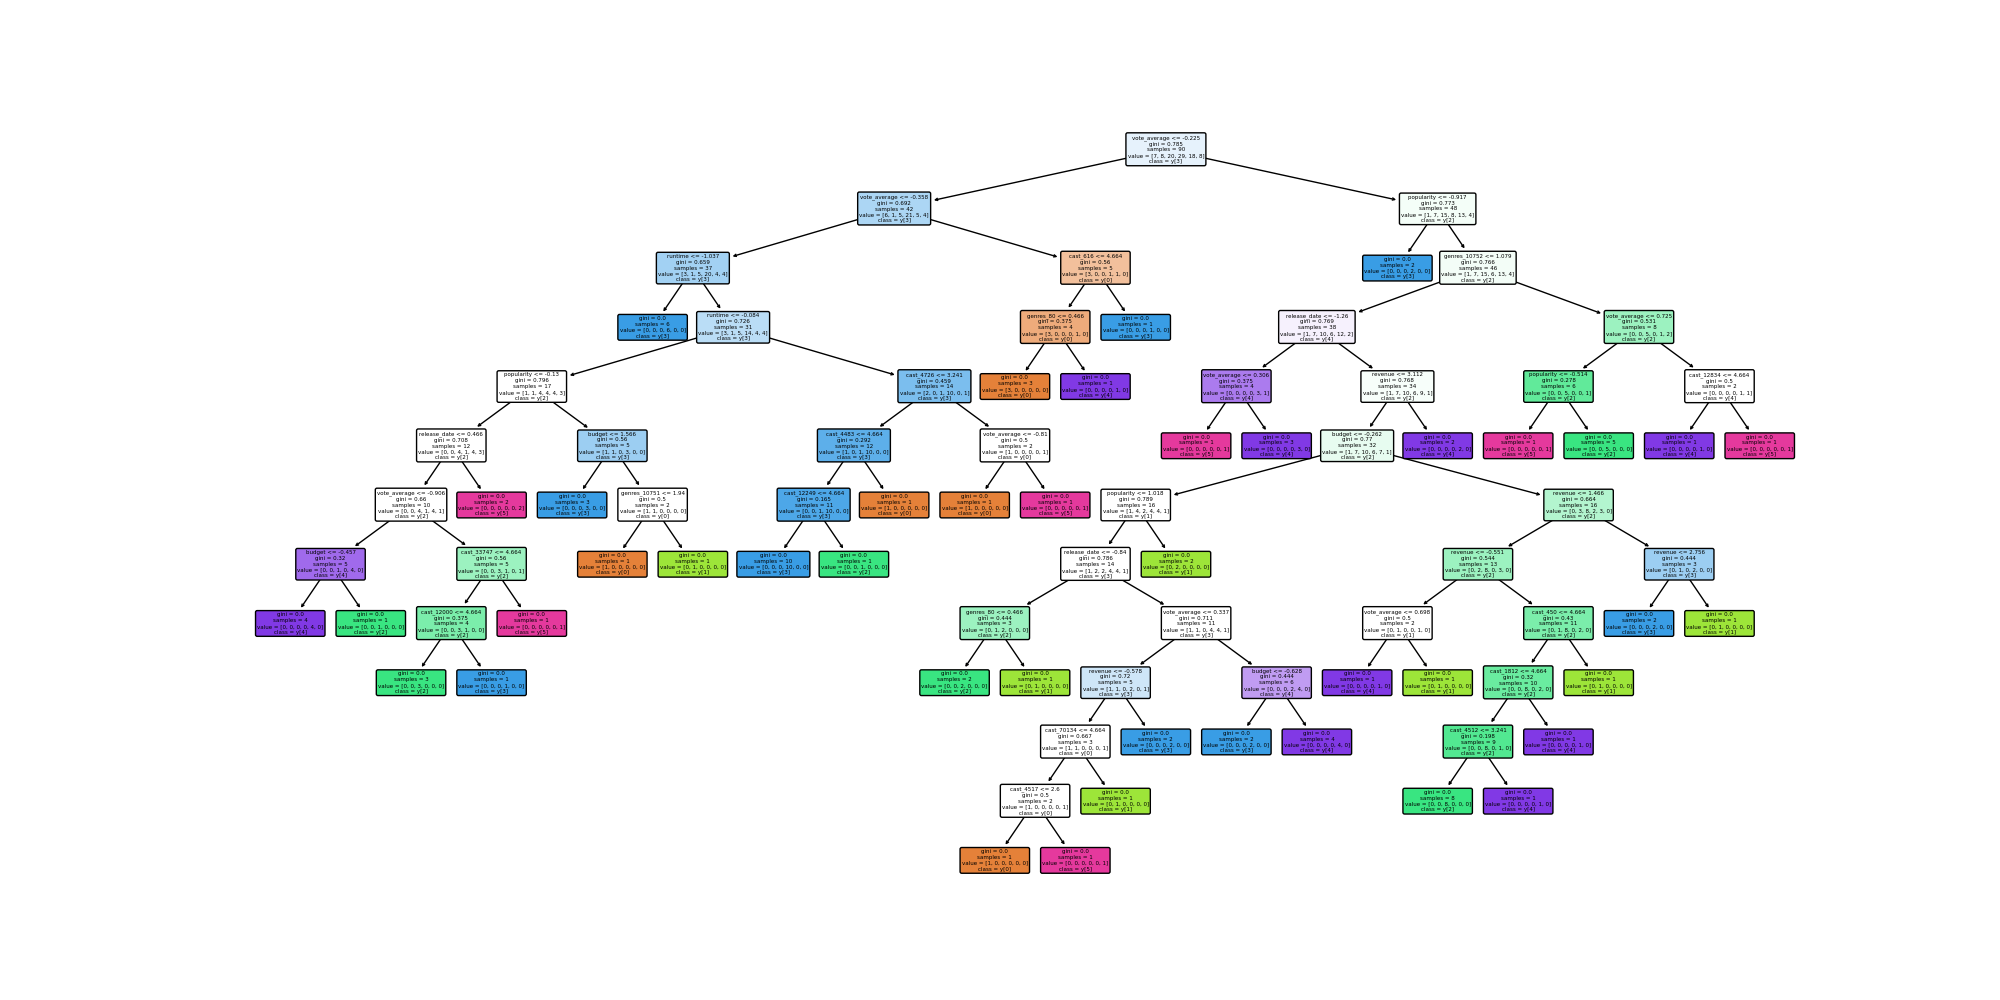 vote_average <= -0.225
gini = 0.785
samples = 90
value = [7, 8, 20, 29, 18, 8]
class = y[3]
vote_average <= -0.358
gini = 0.692
samples = 42
value = [6, 1, 5, 21, 5, 4]
class = y[3]
popularity <= -0.917
gini = 0.773
samples = 48
value = [1, 7, 15, 8, 13, 4]
class = y[2]
runtime <= -1.037
gini = 0.659
samples = 37
value = [3, 1, 5, 20, 4, 4]
class = y[3]
cast_616 <= 4.664
gini = 0.56
samples = 5
value = [3, 0, 0, 1, 1, 0]
class = y[0]
gini = 0.0
samples = 2
value = [0, 0, 0, 2, 0, 0]
class = y[3]
genres_10752 <= 1.079
gini = 0.766
samples = 46
value = [1, 7, 15, 6, 13, 4]
class = y[2]
gini = 0.0
samples = 6
value = [0, 0, 0, 6, 0, 0]
class = y[3]
runtime <= -0.084
gini = 0.726
samples = 31
value = [3, 1, 5, 14, 4, 4]
class = y[3]
genres_80 <= 0.466
gini = 0.375
samples = 4
value = [3, 0, 0, 0, 1, 0]
class = y[0]
gini = 0.0
samples = 1
value = [0, 0, 0, 1, 0, 0]
class = y[3]
release_date <= -1.26
gini = 0.769
samples = 38
value = [1, 7, 10, 6, 12, 2]
class = y[4]
vote_average <= 0.725
gini = 0.531
samples = 8
value = [0, 0, 5, 0, 1, 2]
class = y[2]
popularity <= -0.13
gini = 0.796
samples = 17
value = [1, 1, 4, 4, 4, 3]
class = y[2]
cast_4726 <= 3.241
gini = 0.459
samples = 14
value = [2, 0, 1, 10, 0, 1]
class = y[3]
gini = 0.0
samples = 3
value = [3, 0, 0, 0, 0, 0]
class = y[0]
gini = 0.0
samples = 1
value = [0, 0, 0, 0, 1, 0]
class = y[4]
vote_average <= 0.306
gini = 0.375
samples = 4
value = [0, 0, 0, 0, 3, 1]
class = y[4]
revenue <= 3.112
gini = 0.768
samples = 34
value = [1, 7, 10, 6, 9, 1]
class = y[2]
popularity <= -0.514
gini = 0.278
samples = 6
value = [0, 0, 5, 0, 0, 1]
class = y[2]
cast_12834 <= 4.664
gini = 0.5
samples = 2
value = [0, 0, 0, 0, 1, 1]
class = y[4]
release_date <= 0.466
gini = 0.708
samples = 12
value = [0, 0, 4, 1, 4, 3]
class = y[2]
budget <= 1.566
gini = 0.56
samples = 5
value = [1, 1, 0, 3, 0, 0]
class = y[3]
cast_4483 <= 4.664
gini = 0.292
samples = 12
value = [1, 0, 1, 10, 0, 0]
class = y[3]
vote_average <= -0.81
gini = 0.5
samples = 2
value = [1, 0, 0, 0, 0, 1]
class = y[0]
gini = 0.0
samples = 1
value = [0, 0, 0, 0, 0, 1]
class = y[5]
gini = 0.0
samples = 3
value = [0, 0, 0, 0, 3, 0]
class = y[4]
budget <= -0.262
gini = 0.77
samples = 32
value = [1, 7, 10, 6, 7, 1]
class = y[2]
gini = 0.0
samples = 2
value = [0, 0, 0, 0, 2, 0]
class = y[4]
gini = 0.0
samples = 1
value = [0, 0, 0, 0, 0, 1]
class = y[5]
gini = 0.0
samples = 5
value = [0, 0, 5, 0, 0, 0]
class = y[2]
gini = 0.0
samples = 1
value = [0, 0, 0, 0, 1, 0]
class = y[4]
gini = 0.0
samples = 1
value = [0, 0, 0, 0, 0, 1]
class = y[5]
vote_average <= -0.906
gini = 0.66
samples = 10
value = [0, 0, 4, 1, 4, 1]
class = y[2]
gini = 0.0
samples = 2
value = [0, 0, 0, 0, 0, 2]
class = y[5]
gini = 0.0
samples = 3
value = [0, 0, 0, 3, 0, 0]
class = y[3]
genres_10751 <= 1.94
gini = 0.5
samples = 2
value = [1, 1, 0, 0, 0, 0]
class = y[0]
cast_12249 <= 4.664
gini = 0.165
samples = 11
value = [0, 0, 1, 10, 0, 0]
class = y[3]
gini = 0.0
samples = 1
value = [1, 0, 0, 0, 0, 0]
class = y[0]
gini = 0.0
samples = 1
value = [1, 0, 0, 0, 0, 0]
class = y[0]
gini = 0.0
samples = 1
value = [0, 0, 0, 0, 0, 1]
class = y[5]
popularity <= 1.018
gini = 0.789
samples = 16
value = [1, 4, 2, 4, 4, 1]
class = y[1]
revenue <= 1.466
gini = 0.664
samples = 16
value = [0, 3, 8, 2, 3, 0]
class = y[2]
budget <= -0.457
gini = 0.32
samples = 5
value = [0, 0, 1, 0, 4, 0]
class = y[4]
cast_33747 <= 4.664
gini = 0.56
samples = 5
value = [0, 0, 3, 1, 0, 1]
class = y[2]
gini = 0.0
samples = 1
value = [1, 0, 0, 0, 0, 0]
class = y[0]
gini = 0.0
samples = 1
value = [0, 1, 0, 0, 0, 0]
class = y[1]
gini = 0.0
samples = 10
value = [0, 0, 0, 10, 0, 0]
class = y[3]
gini = 0.0
samples = 1
value = [0, 0, 1, 0, 0, 0]
class = y[2]
release_date <= -0.84
gini = 0.786
samples = 14
value = [1, 2, 2, 4, 4, 1]
class = y[3]
gini = 0.0
samples = 2
value = [0, 2, 0, 0, 0, 0]
class = y[1]
revenue <= -0.551
gini = 0.544
samples = 13
value = [0, 2, 8, 0, 3, 0]
class = y[2]
revenue <= 2.756
gini = 0.444
samples = 3
value = [0, 1, 0, 2, 0, 0]
class = y[3]
gini = 0.0
samples = 4
value = [0, 0, 0, 0, 4, 0]
class = y[4]
gini = 0.0
samples = 1
value = [0, 0, 1, 0, 0, 0]
class = y[2]
cast_12000 <= 4.664
gini = 0.375
samples = 4
value = [0, 0, 3, 1, 0, 0]
class = y[2]
gini = 0.0
samples = 1
value = [0, 0, 0, 0, 0, 1]
class = y[5]
genres_80 <= 0.466
gini = 0.444
samples = 3
value = [0, 1, 2, 0, 0, 0]
class = y[2]
vote_average <= 0.337
gini = 0.711
samples = 11
value = [1, 1, 0, 4, 4, 1]
class = y[3]
vote_average <= 0.698
gini = 0.5
samples = 2
value = [0, 1, 0, 0, 1, 0]
class = y[1]
cast_450 <= 4.664
gini = 0.43
samples = 11
value = [0, 1, 8, 0, 2, 0]
class = y[2]
gini = 0.0
samples = 2
value = [0, 0, 0, 2, 0, 0]
class = y[3]
gini = 0.0
samples = 1
value = [0, 1, 0, 0, 0, 0]
class = y[1]
gini = 0.0
samples = 3
value = [0, 0, 3, 0, 0, 0]
class = y[2]
gini = 0.0
samples = 1
value = [0, 0, 0, 1, 0, 0]
class = y[3]
gini = 0.0
samples = 2
value = [0, 0, 2, 0, 0, 0]
class = y[2]
gini = 0.0
samples = 1
value = [0, 1, 0, 0, 0, 0]
class = y[1]
revenue <= -0.578
gini = 0.72
samples = 5
value = [1, 1, 0, 2, 0, 1]
class = y[3]
budget <= -0.628
gini = 0.444
samples = 6
value = [0, 0, 0, 2, 4, 0]
class = y[4]
gini = 0.0
samples = 1
value = [0, 0, 0, 0, 1, 0]
class = y[4]
gini = 0.0
samples = 1
value = [0, 1, 0, 0, 0, 0]
class = y[1]
cast_1812 <= 4.664
gini = 0.32
samples = 10
value = [0, 0, 8, 0, 2, 0]
class = y[2]
gini = 0.0
samples = 1
value = [0, 1, 0, 0, 0, 0]
class = y[1]
cast_70134 <= 4.664
gini = 0.667
samples = 3
value = [1, 1, 0, 0, 0, 1]
class = y[0]
gini = 0.0
samples = 2
value = [0, 0, 0, 2, 0, 0]
class = y[3]
gini = 0.0
samples = 2
value = [0, 0, 0, 2, 0, 0]
class = y[3]
gini = 0.0
samples = 4
value = [0, 0, 0, 0, 4, 0]
class = y[4]
cast_4512 <= 3.241
gini = 0.198
samples = 9
value = [0, 0, 8, 0, 1, 0]
class = y[2]
gini = 0.0
samples = 1
value = [0, 0, 0, 0, 1, 0]
class = y[4]
cast_4517 <= 2.6
gini = 0.5
samples = 2
value = [1, 0, 0, 0, 0, 1]
class = y[0]
gini = 0.0
samples = 1
value = [0, 1, 0, 0, 0, 0]
class = y[1]
gini = 0.0
samples = 8
value = [0, 0, 8, 0, 0, 0]
class = y[2]
gini = 0.0
samples = 1
value = [0, 0, 0, 0, 1, 0]
class = y[4]
gini = 0.0
samples = 1
value = [1, 0, 0, 0, 0, 0]
class = y[0]
gini = 0.0
samples = 1
value = [0, 0, 0, 0, 0, 1]
class = y[5]